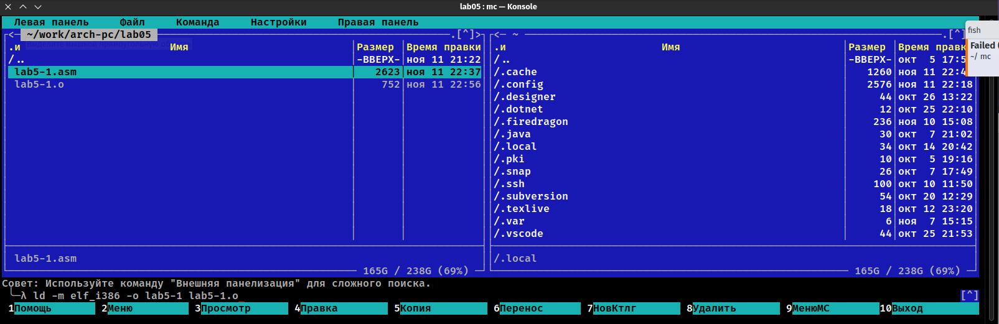 lab05 : mc — Konsole
Левая панель Файл Команда Настройки Правая панель
<─ ~/work/arch-pc/lab05 .[^]> <─ ~ .[^]
.и Имя Размер Время правки .и Имя Размер Время правк
/.. -ВВЕРХ- ноя 11 21:22 /.. -ВВЕРХ- окт 5 17:5
lab5-1.asm 2623 ноя 11 22:37 /.cache 1260 ноя 11 22:4
lab5-1.o 752 ноя 11 22:56 /.config 2576 ноя 11 22:18
/.designer 44 окт 26 13:22
/.dotnet 12 окт 25 22:10
/.firedragon 236 ноя 10 15:08
/.java 30 окт 7 21:02
/.local 34 окт 14 20:42
/.pki 10 окт 5 19:16
/.snap 26 окт 7 17:49
/.ssh 100 окт 10 11:50
/.subversion 54 окт 20 12:29
/.texlive 18 окт 12 23:20
/.var 6 ноя 7 15:15
/.vscode 44 окт 25 21:53
lab5-1.asm /.local
165G / 238G (69%) 165G / 238G (69%)
Совет: Используйте команду "Внешняя панелизация" для сложного поиска.
╰─λ ld -m elf_i386 -o lab5-1 lab5-1.o [^]
1Помощь 2Меню 3Просмотр 4Правка 5Копия 6Перенос 7НовКтлг 8Удалить 9МенюМС 10Выход
fish
Failed (
~/ mc